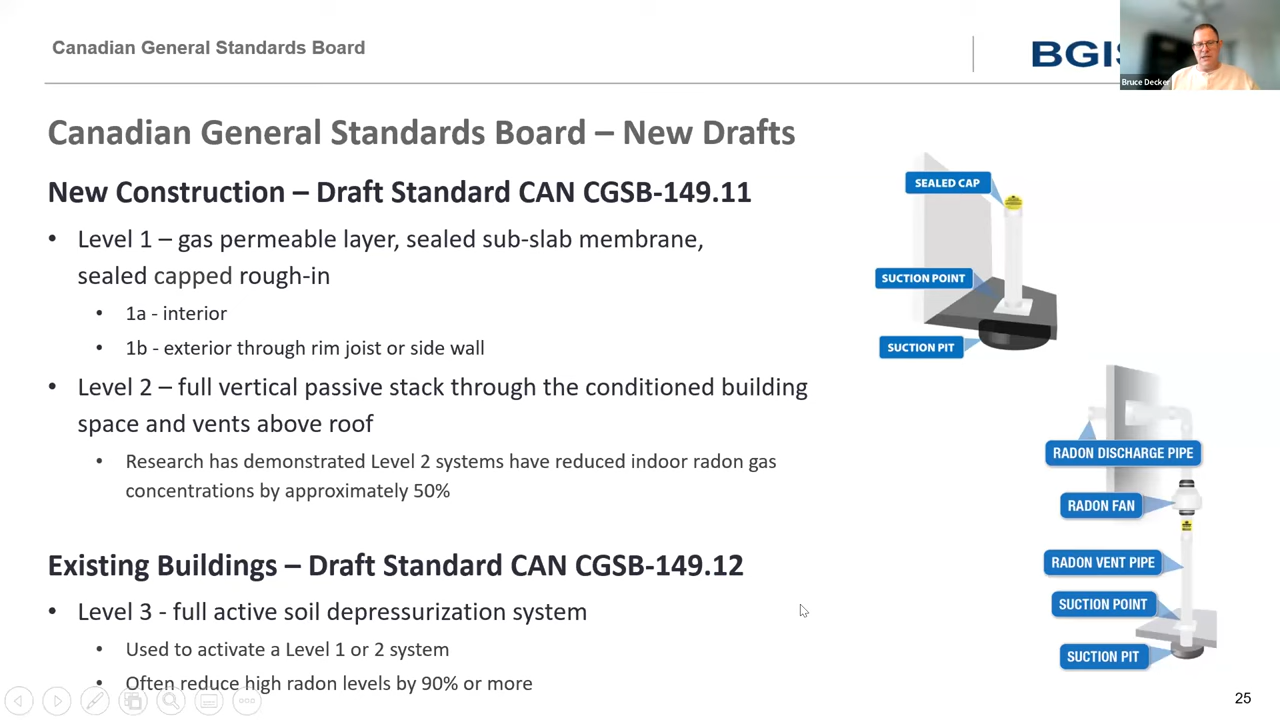 Canadian General Standards Board
BGIS
Bruce Decker
Canadian General Standards Board – New Drafts
New Construction – Draft Standard CAN CGSB-149.11
• Level 1 – gas permeable layer, sealed sub-slab membrane,
sealed capped rough-in
• 1a - interior
• 1b - exterior through rim joist or side wall
• Level 2 – full vertical passive stack through the conditioned building
space and vents above roof
• Research has demonstrated Level 2 systems have reduced indoor radon gas
concentrations by approximately 50%
Existing Buildings – Draft Standard CAN CGSB-149.12
• Level 3 - full active soil depressurization system
• Used to activate a Level 1 or 2 system
• Often reduce high radon levels by 90% or more
SEALED CAP
SUCTION POINT
SUCTION PIT
RADON DISCHARGE PIPE
RADON FAN
RADON VENT PIPE
SUCTION POINT
SUCTION PIT
25